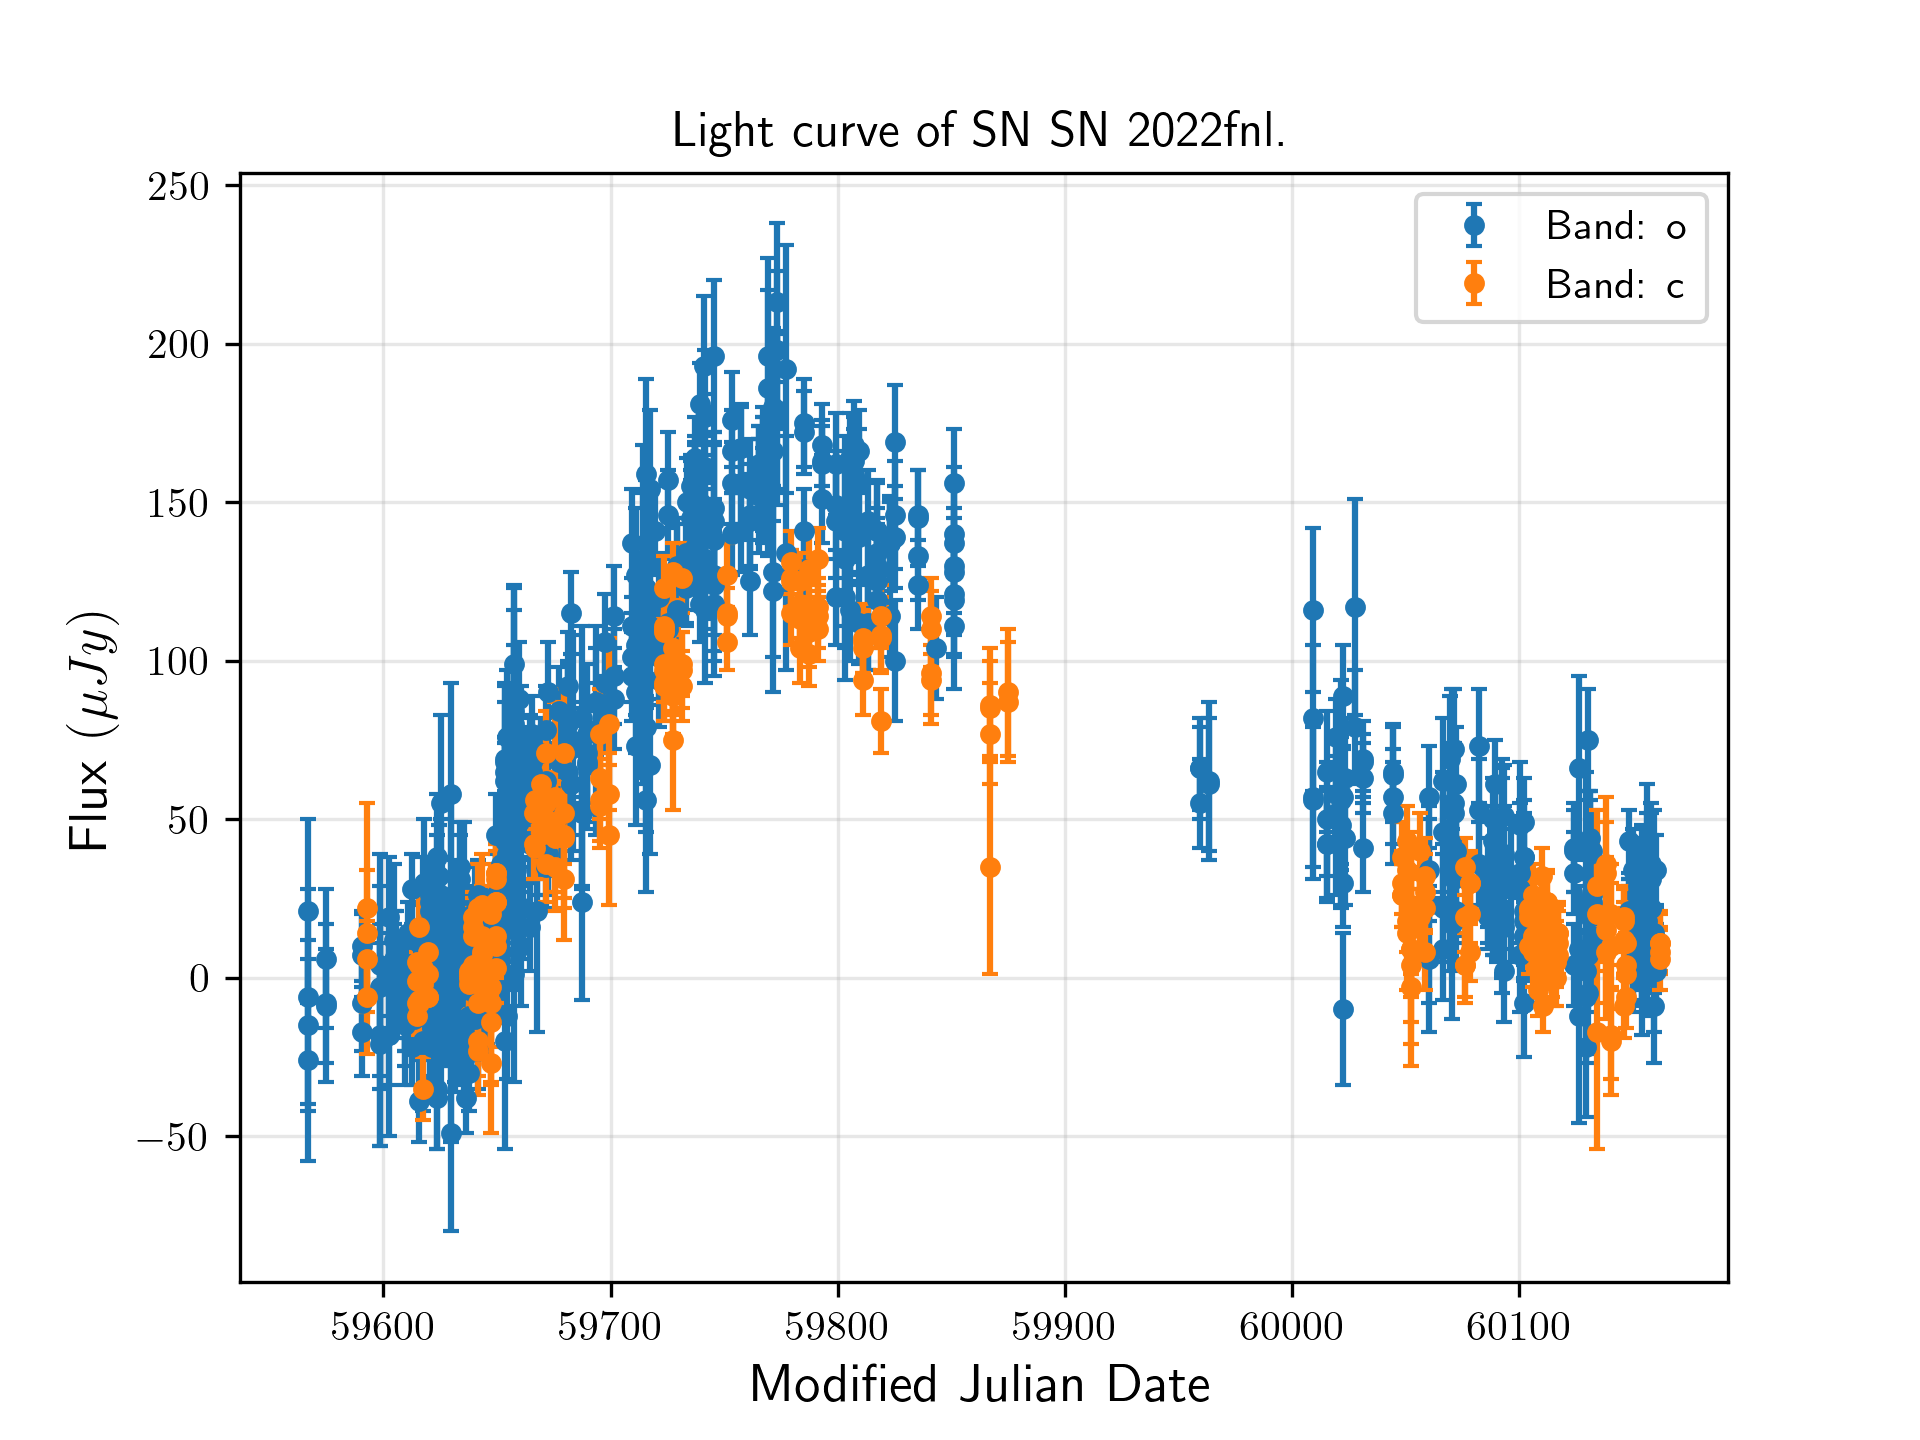 Light curve of SN SN 2022fnl.
250
200
150
100
50
0
−50
Flux (μJy)
Band: o
Band: c
59600 59700 59800 59900 60000 60100
Modified Julian Date